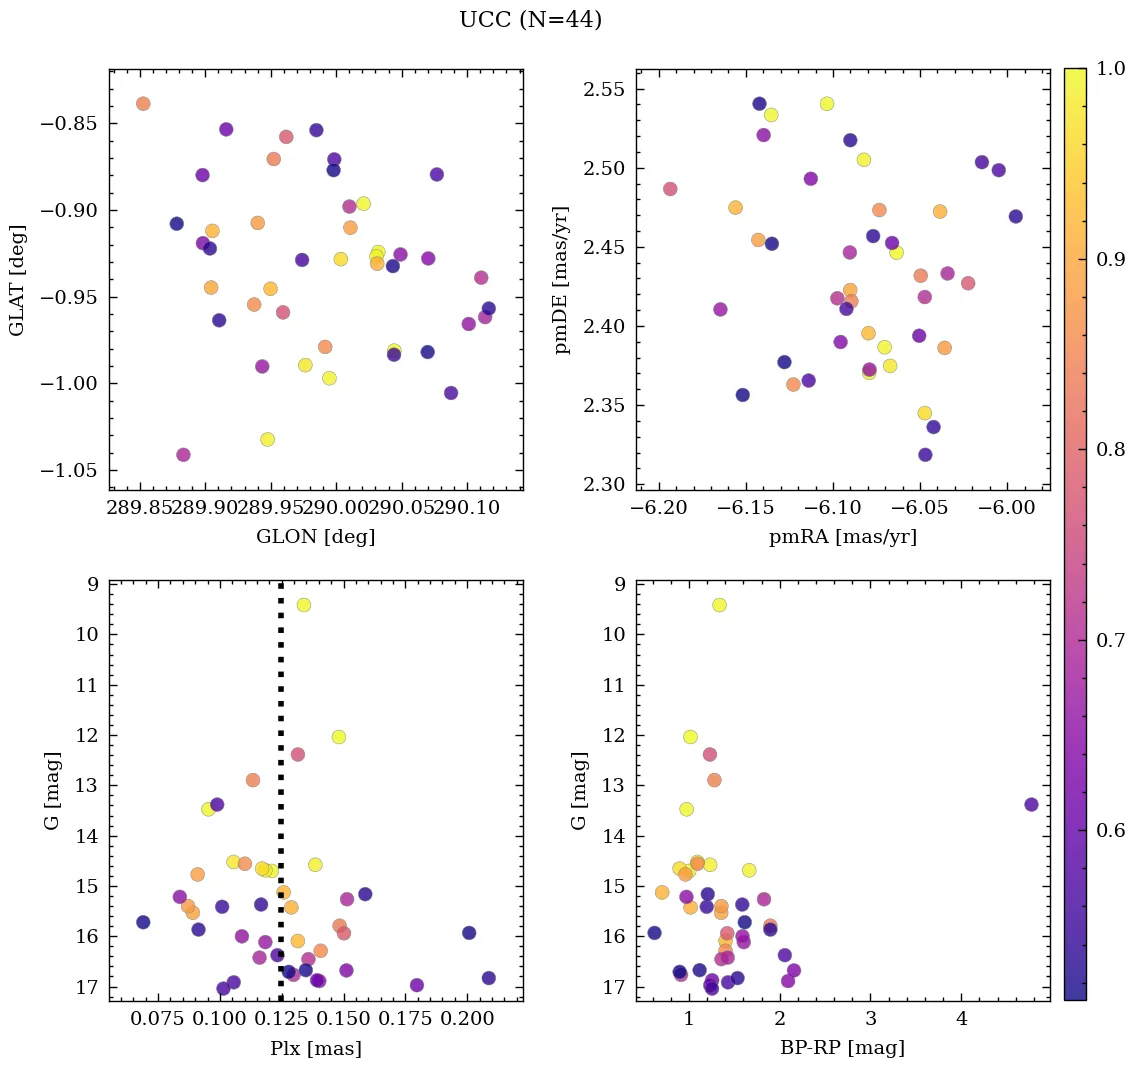 UCC (N=44)
−0.85
−0.90
−0.95
−1.00
−1.05
GLAT [deg]
289.85 289.90 289.95 290.00 290.05 290.10
GLON [deg]
2.55
2.50
2.45
2.40
2.35
2.30
pmDE [mas/yr]
−6.20 −6.15 −6.10 −6.05 −6.00
pmRA [mas/yr]
1.0
0.9
0.8
0.7
0.6
9
10
11
12
13
14
15
16
17
G [mag]
0.075 0.100 0.125 0.150 0.175 0.200
Plx [mas]
9
10
11
12
13
14
15
16
17
G [mag]
1 2 3 4
BP-RP [mag]